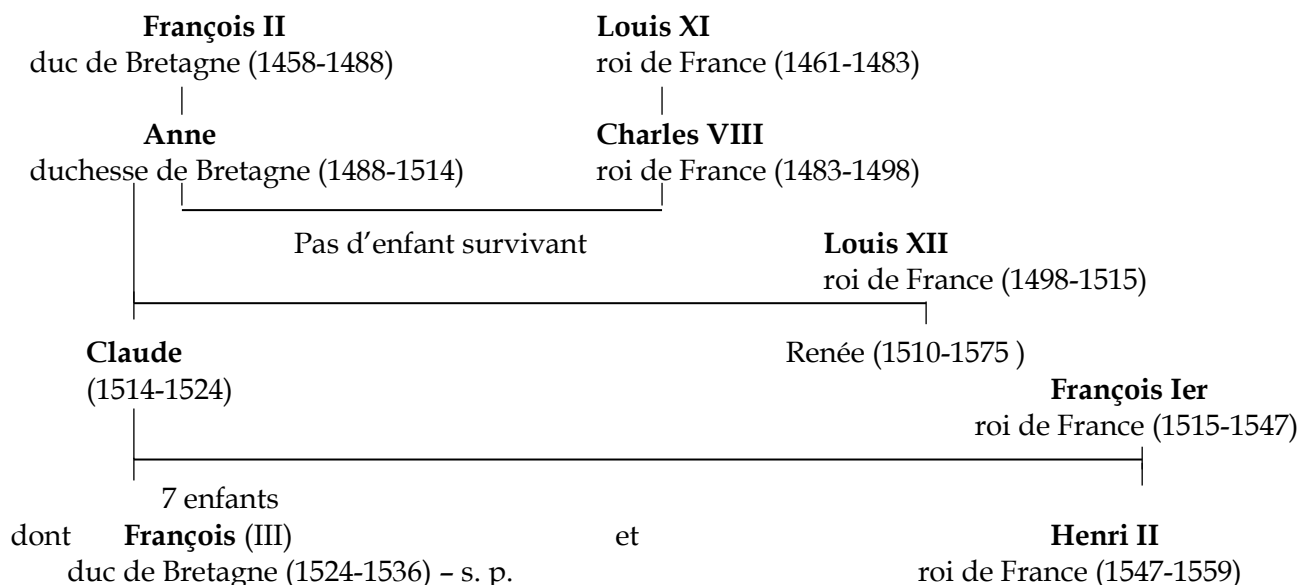 François II Louis XI
duc de Bretagne (1458-1488) roi de France (1461-1483)
Anne Charles VIII
duchesse de Bretagne (1488-1514) roi de France (1483-1498)
Pas d’enfant survivant Louis XII
roi de France (1498-1515)
Claude Renée (1510-1575 )
(1514-1524) François Ier
roi de France (1515-1547)
7 enfants
dont François (III) et Henri II
duc de Bretagne (1524-1536) – s. p. roi de France (1547-1559)